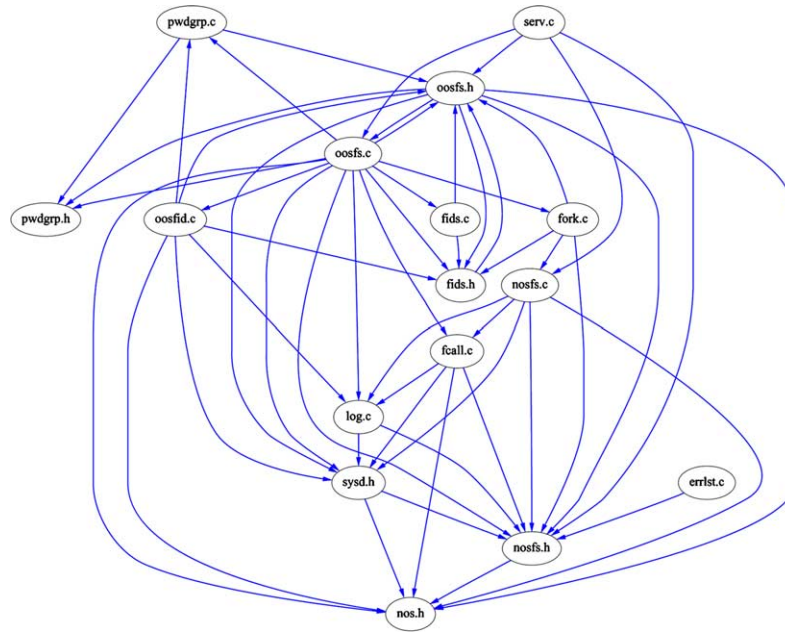 pwdgrp.c
serv.c
oosfs.h
oosfs.c
pwdgrp.h
oosfid.c
fids.c
fork.c
fids.h
nosfs.c
fcall.c
log.c
sysd.h
errlst.c
nosfs.h
nos.h